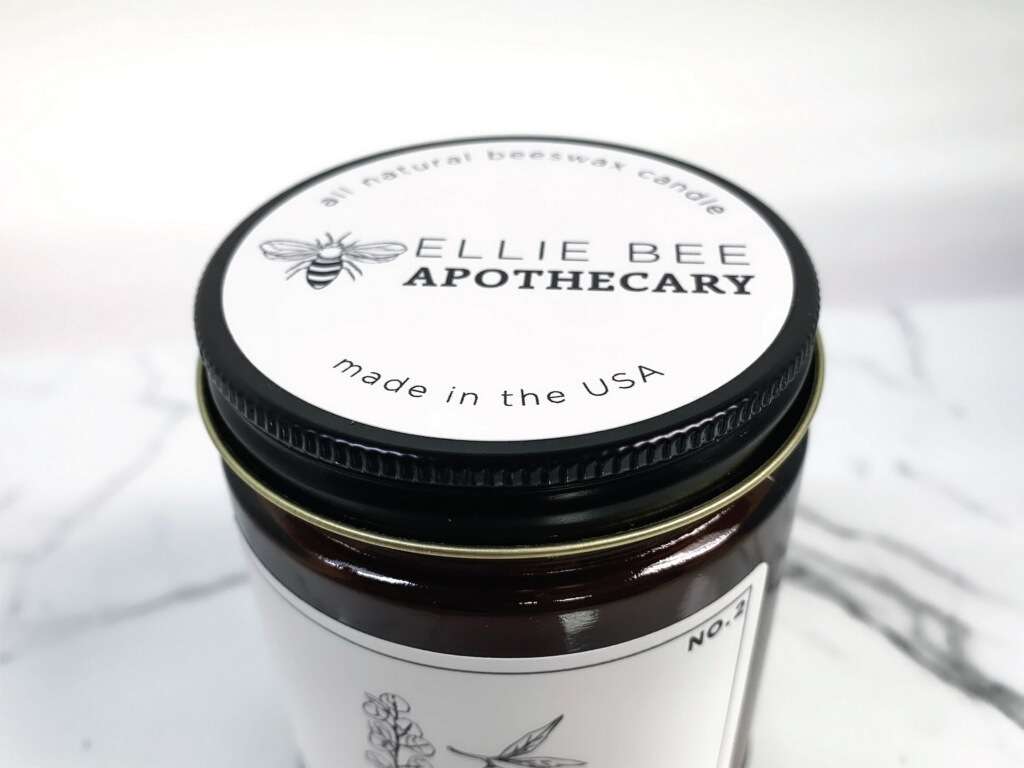 all natural beeswax candle
ELLIE BEE
APOTHECARY
made in the USA
NO.2